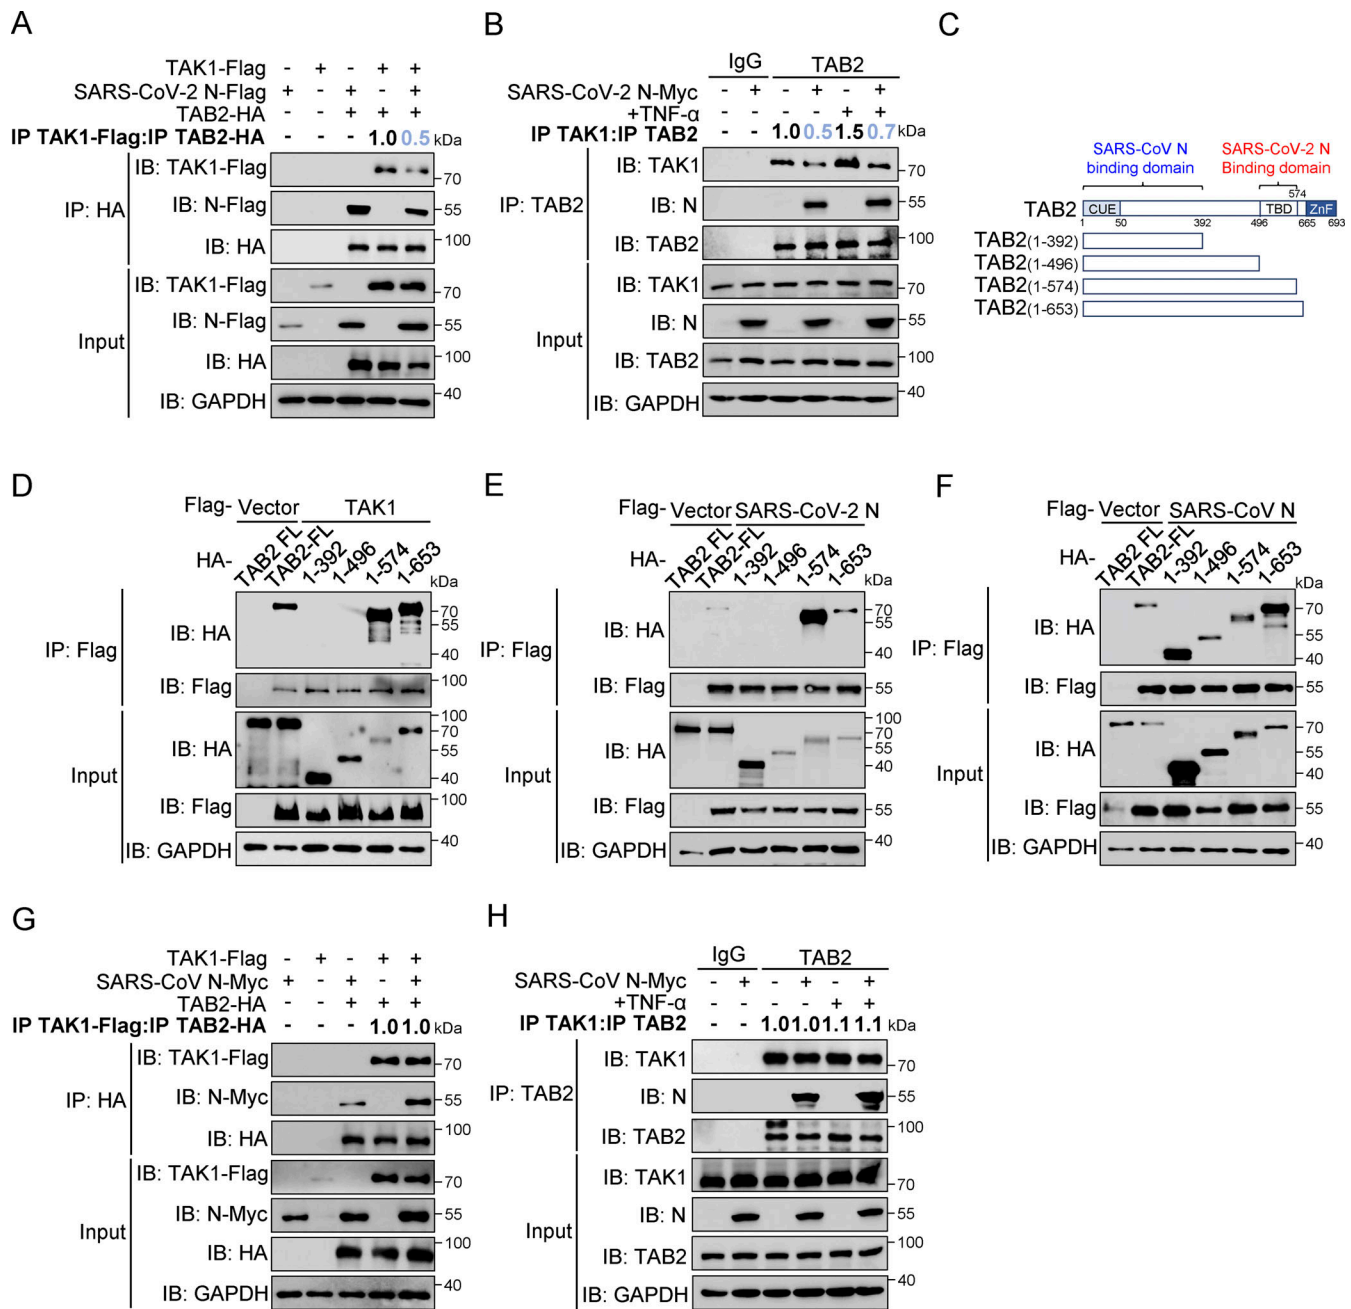 A
TAK1-Flag - + - + +
SARS-CoV-2 N-Flag + - + - +
TAB2-HA - - + + +
IP TAK1-Flag:IP TAB2-HA - - - 1.0 0.5 kDa
IP: HA
IB: TAK1-Flag 70
IB: N-Flag 55
IB: HA 100
Input
IB: TAK1-Flag 70
IB: N-Flag 55
IB: HA 100
IB: GAPDH 40
B
IgG TAB2
SARS-CoV-2 N-Myc - + - + - +
+TNF-α - - - - + +
IP TAK1:IP TAB2 - - 1.0 0.5 1.5 0.7 kDa
IP: TAB2
IB: TAK1 70
IB: N 55
IB: TAB2 100
Input
IB: TAK1 70
IB: N 55
IB: TAB2 100
IB: GAPDH 40
C
SARS-CoV N
binding domain
SARS-CoV-2 N
Binding domain
574
TAB2 CUE TBD ZnF
1 50 392 496 665 693
TAB2(1-392)
TAB2(1-496)
TAB2(1-574)
TAB2(1-653)
D
Flag- Vector TAK1
HA- TAB2 FL TAB2-FL 1-392 1-496 1-574 1-653
kDa
IP: Flag
IB: HA 70 55 40
IB: Flag 100
Input
IB: HA 100 70 55 40
IB: Flag 100
IB: GAPDH 40
E
Flag- Vector SARS-CoV-2 N
HA- TAB2 FL TAB2-FL 1-392 1-496 1-574 1-653
kDa
IP: Flag
IB: HA 70 55 40
IB: Flag 55
Input
IB: HA 100 70 55 40
IB: Flag 55
IB: GAPDH 40
F
Flag- Vector SARS-CoV N
HA- TAB2 FL TAB2-FL 1-392 1-496 1-574 1-653
kDa
IP: Flag
IB: HA 70 55 40
IB: Flag 55
Input
IB: HA 70 55 40
IB: Flag 55
IB: GAPDH 40
G
TAK1-Flag - + - + +
SARS-CoV N-Myc + - + - +
TAB2-HA - - + + +
IP TAK1-Flag:IP TAB2-HA - - - 1.0 1.0 kDa
IP: HA
IB: TAK1-Flag 70
IB: N-Myc 55
IB: HA 100
Input
IB: TAK1-Flag 70
IB: N-Myc 55
IB: HA 100
IB: GAPDH 40
H
IgG TAB2
SARS-CoV N-Myc - + - + - +
+TNF-α - - - - + +
IP TAK1:IP TAB2 - - 1.0 1.0 1.1 1.1 kDa
IP: TAB2
IB: TAK1 70
IB: N 55
IB: TAB2 100
Input
IB: TAK1 70
IB: N 55
IB: TAB2 100
IB: GAPDH 40